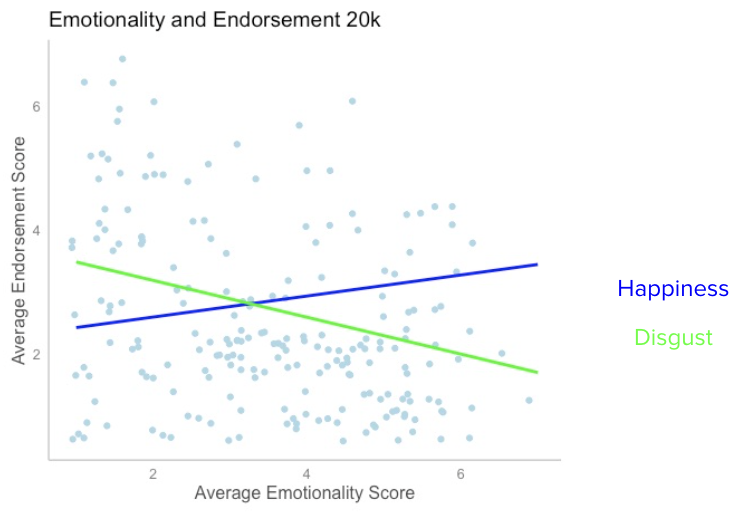 Emotionality and Endorsement 20k
Average Endorsement Score
6
4
2
2 4 6
Average Emotionality Score
Happiness
Disgust